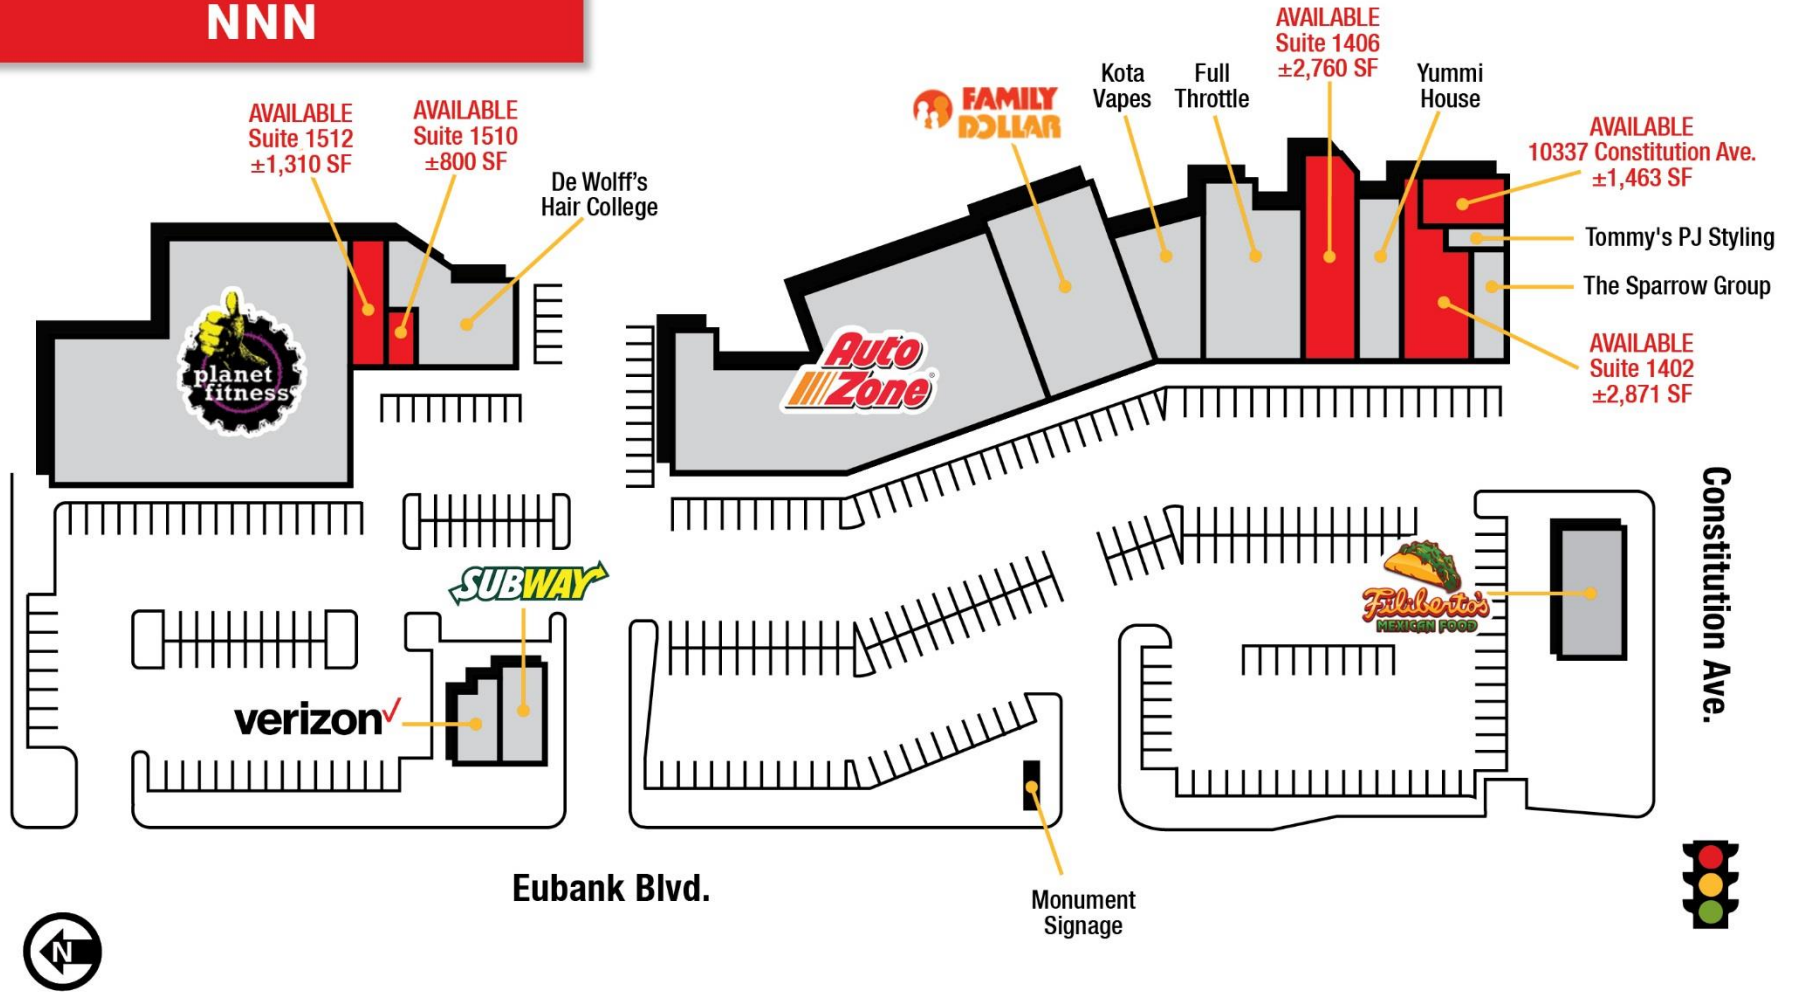 NNN
AVAILABLE
Suite 1512
±1,310 SF
AVAILABLE
Suite 1510
±800 SF
De Wolff's
Hair College
FAMILY
DOLLAR
Kota
Vapes
Full
Throttle
AVAILABLE
Suite 1406
±2,760 SF
Yummi
House
AVAILABLE
10337 Constitution Ave.
±1,463 SF
Tommy's PJ Styling
The Sparrow Group
AVAILABLE
Suite 1402
±2,871 SF
planet
fitness
Auto
Zone®
SUBWAY
verizon
Filiberto's
MEXICAN FOOD
Constitution Ave.
Eubank Blvd.
Monument
Signage
N